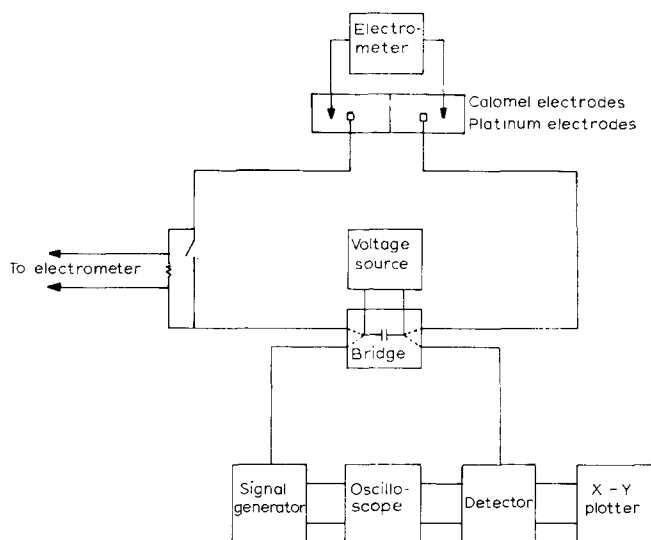 Electro-
meter
Calomel electrodes
Platinum electrodes
To electrometer
Voltage
source
Bridge
Signal
generator
Oscillo-
scope
Detector
X - Y
plotter